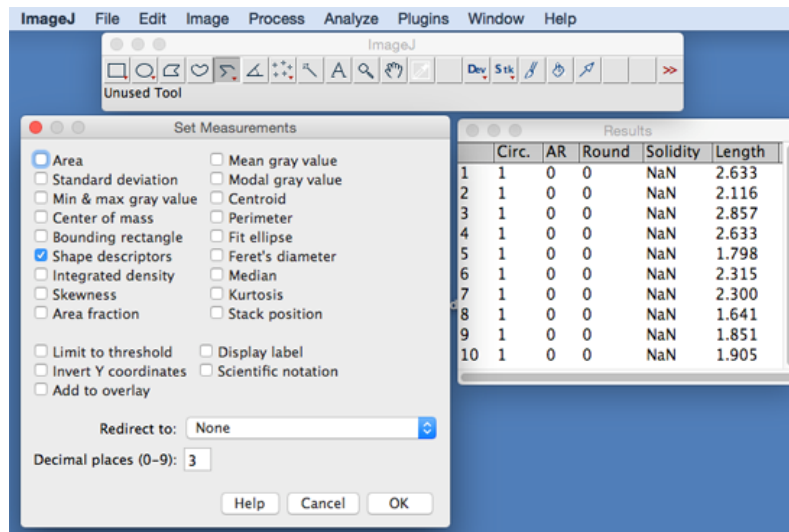 ImageJ File Edit Image Process Analyze Plugins Window Help
ImageJ
A Dev Stk >>
Unused Tool
Set Measurements
Area Mean gray value
Standard deviation Modal gray value
Min & max gray value Centroid
Center of mass Perimeter
Bounding rectangle Fit ellipse
Shape descriptors Feret's diameter
Integrated density Median
Skewness Kurtosis
Area fraction Stack position
Limit to threshold Display label
Invert Y coordinates Scientific notation
Add to overlay
Redirect to: None
Decimal places (0-9): 3
Help Cancel OK
Results
Circ. AR Round Solidity Length
1 1 0 0 NaN 2.633
2 1 0 0 NaN 2.116
3 1 0 0 NaN 2.857
4 1 0 0 NaN 2.633
5 1 0 0 NaN 1.798
6 1 0 0 NaN 2.315
7 1 0 0 NaN 2.300
8 1 0 0 NaN 1.641
9 1 0 0 NaN 1.851
10 1 0 0 NaN 1.905